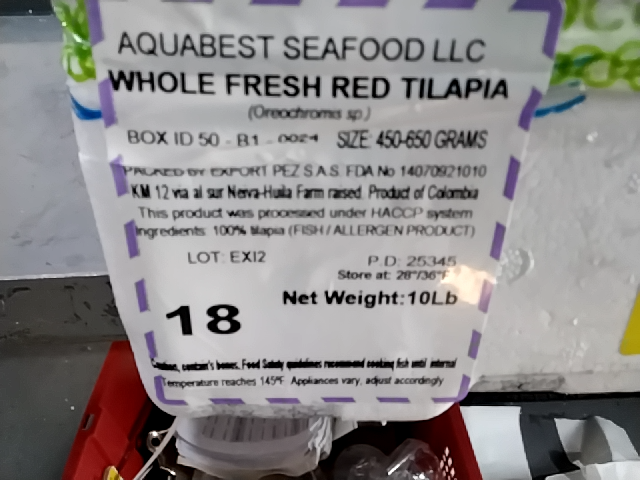 AQUABEST SEAFOOD LLC
WHOLE FRESH RED TILAPIA
(Oreochromis sp.)
BOX ID 50 - B1 - 0024 SIZE: 450-650 GRAMS
PACKED BY EXPORT PEZ S.A.S. FDA No 14070921010
KM 12 via al sur Neiva-Huila Farm raised. Product of Colombia
This product was processed under HACCP system
Ingredients: 100% tilapia (FISH / ALLERGEN PRODUCT)
LOT: EXI2 P.D: 25345
Store at: 28°/36°F
Net Weight:10Lb
18
Caution, contain's bones. Food Safety guidelines recommend cooking fish until internal
Temperature reaches 145°F. Appliances vary, adjust accordingly